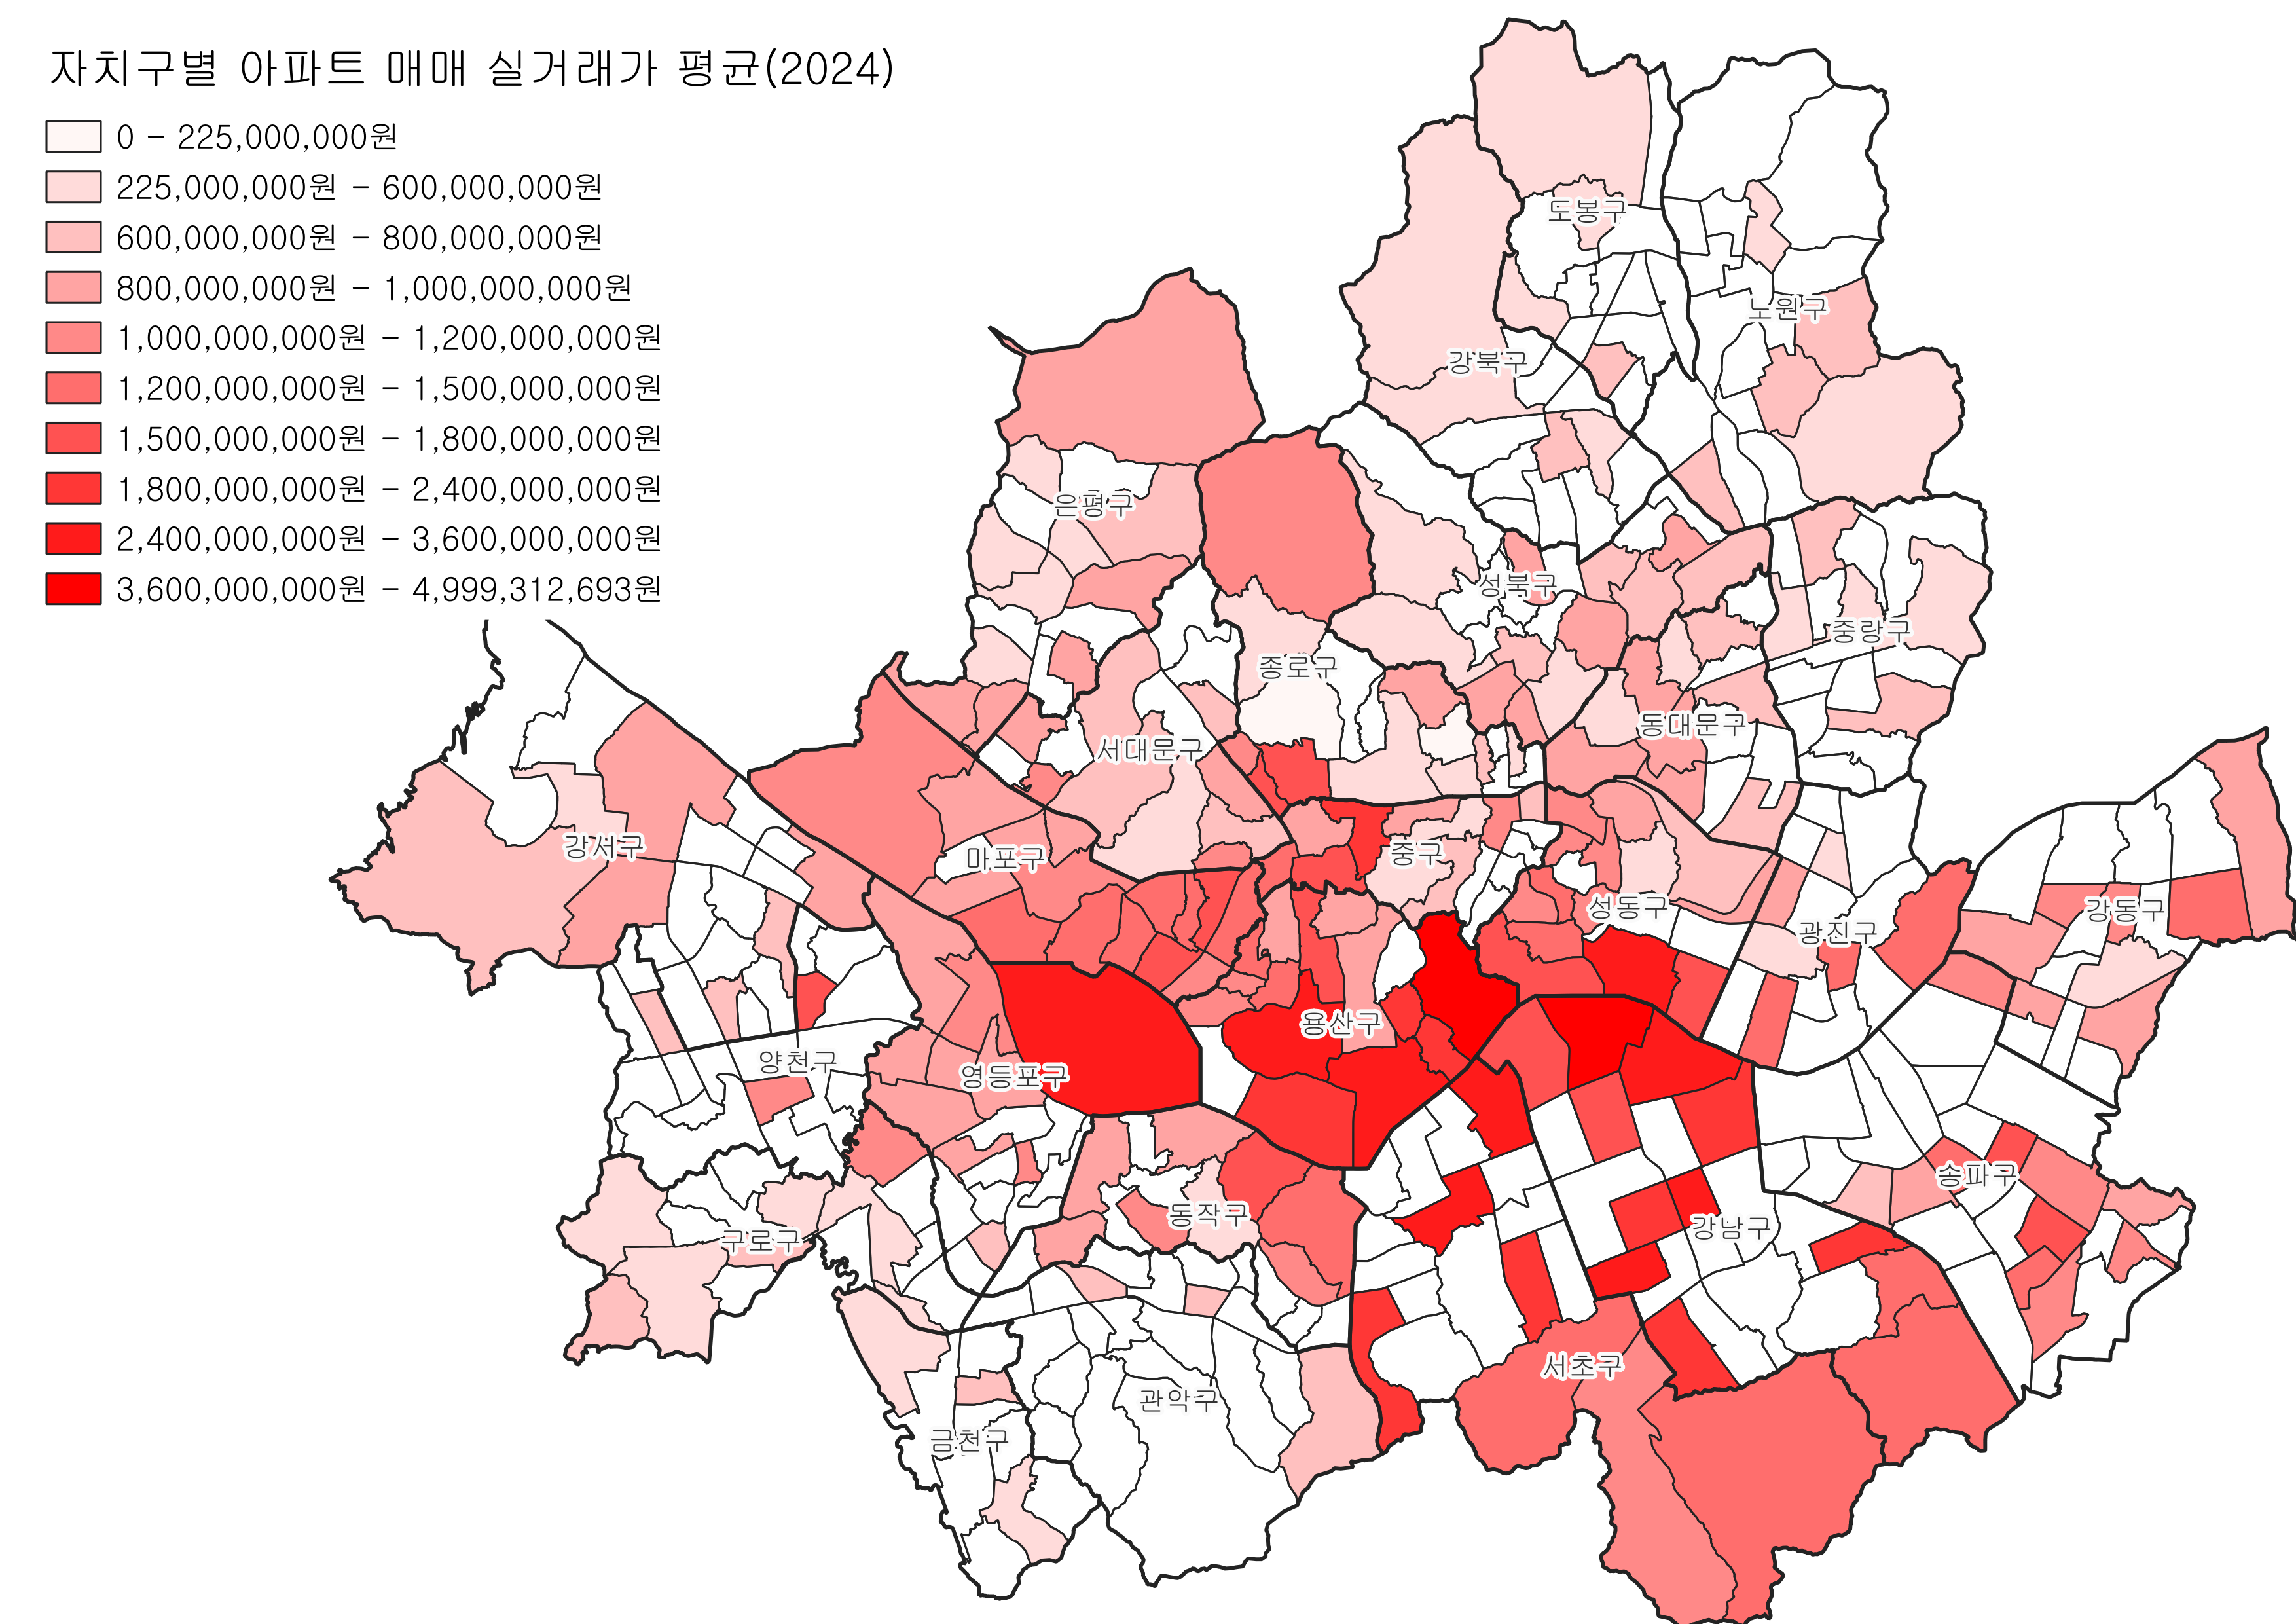 자치구별 아파트 매매 실거래가 평균(2024)
0 - 225,000,000원
225,000,000원 - 600,000,000원
600,000,000원 - 800,000,000원
800,000,000원 - 1,000,000,000원
1,000,000,000원 - 1,200,000,000원
1,200,000,000원 - 1,500,000,000원
1,500,000,000원 - 1,800,000,000원
1,800,000,000원 - 2,400,000,000원
2,400,000,000원 - 3,600,000,000원
3,600,000,000원 - 4,999,312,693원
도봉구
노원구
강북구
은평구
성북구
중랑구
종로구
동대문구
서대문구
강서구
마포구
중구
성동구
강동구
광진구
용산구
양천구
영등포구
송파구
동작구
강남구
구로구
서초구
관악구
금천구